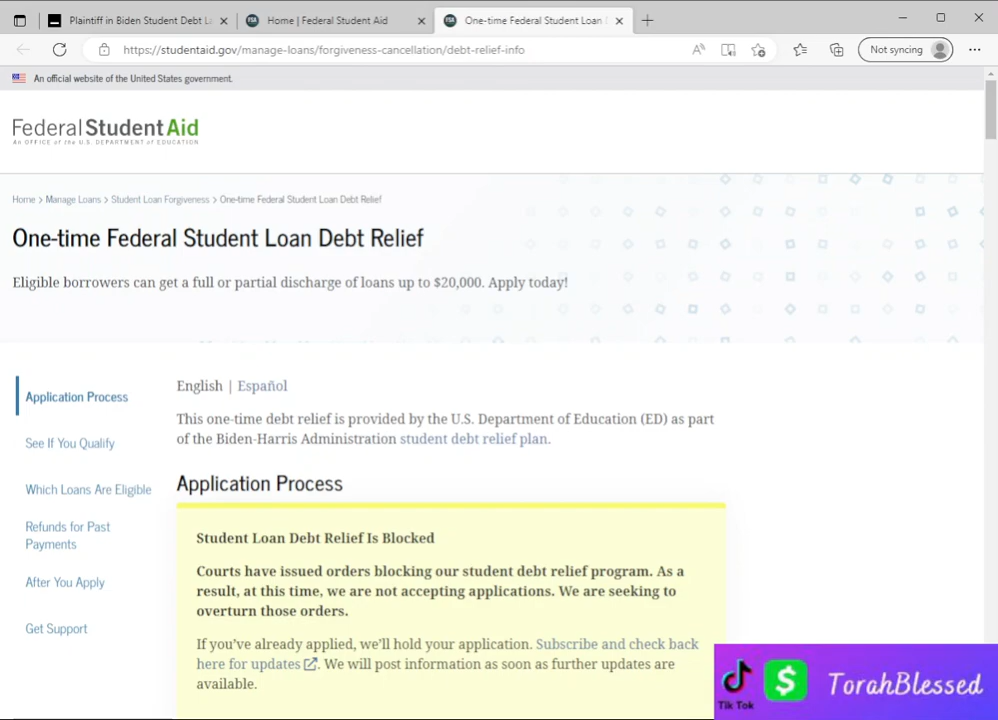 Plaintiff in Biden Student Debt
Home | Federal Student Aid
One-time Federal Student Loan
https://studentaid.gov/manage-loans/forgiveness-cancellation/debt-relief-info
Not syncing
An official website of the United States government.
Federal StudentAid
An OFFICE of the U.S. DEPARTMENT of EDUCATION
Home > Manage Loans > Student Loan Forgiveness > One-time Federal Student Loan Debt Relief
One-time Federal Student Loan Debt Relief
Eligible borrowers can get a full or partial discharge of loans up to $20,000. Apply today!
Application Process
See If You Qualify
Which Loans Are Eligible
Refunds for Past
Payments
After You Apply
Get Support
English | Español
This one-time debt relief is provided by the U.S. Department of Education (ED) as part
of the Biden-Harris Administration student debt relief plan.
Application Process
Student Loan Debt Relief Is Blocked
Courts have issued orders blocking our student debt relief program. As a
result, at this time, we are not accepting applications. We are seeking to
overturn those orders.
If you've already applied, we'll hold your application. Subscribe and check back
here for updates. We will post information as soon as further updates are
available.
Tik Tok
$
TorahBlessed